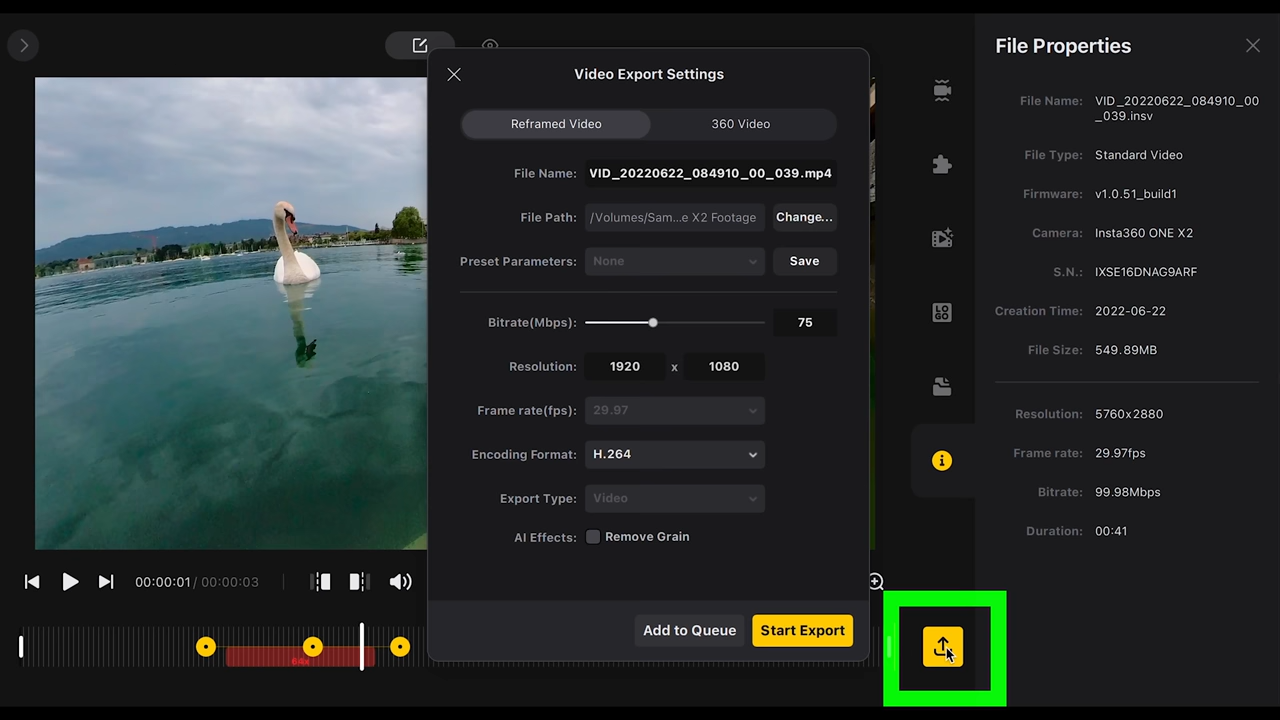 Video Export Settings
Reframed Video
360 Video
File Name: VID_20220622_084910_00_039.mp4
File Path: /Volumes/Sam...e X2 Footage Change...
Preset Parameters: None Save
Bitrate(Mbps): 75
Resolution: 1920 x 1080
Frame rate(fps): 29.97
Encoding Format: H.264
Export Type: Video
AI Effects: Remove Grain
Add to Queue
Start Export
00:00:01 / 00:00:03
64x
File Properties
File Name: VID_20220622_084910_00
_039.insv
File Type: Standard Video
Firmware: v1.0.51_build1
Camera: Insta360 ONE X2
S.N.: IXSE16DNAG9ARF
Creation Time: 2022-06-22
File Size: 549.89MB
Resolution: 5760x2880
Frame rate: 29.97fps
Bitrate: 99.98Mbps
Duration: 00:41
LO
GO